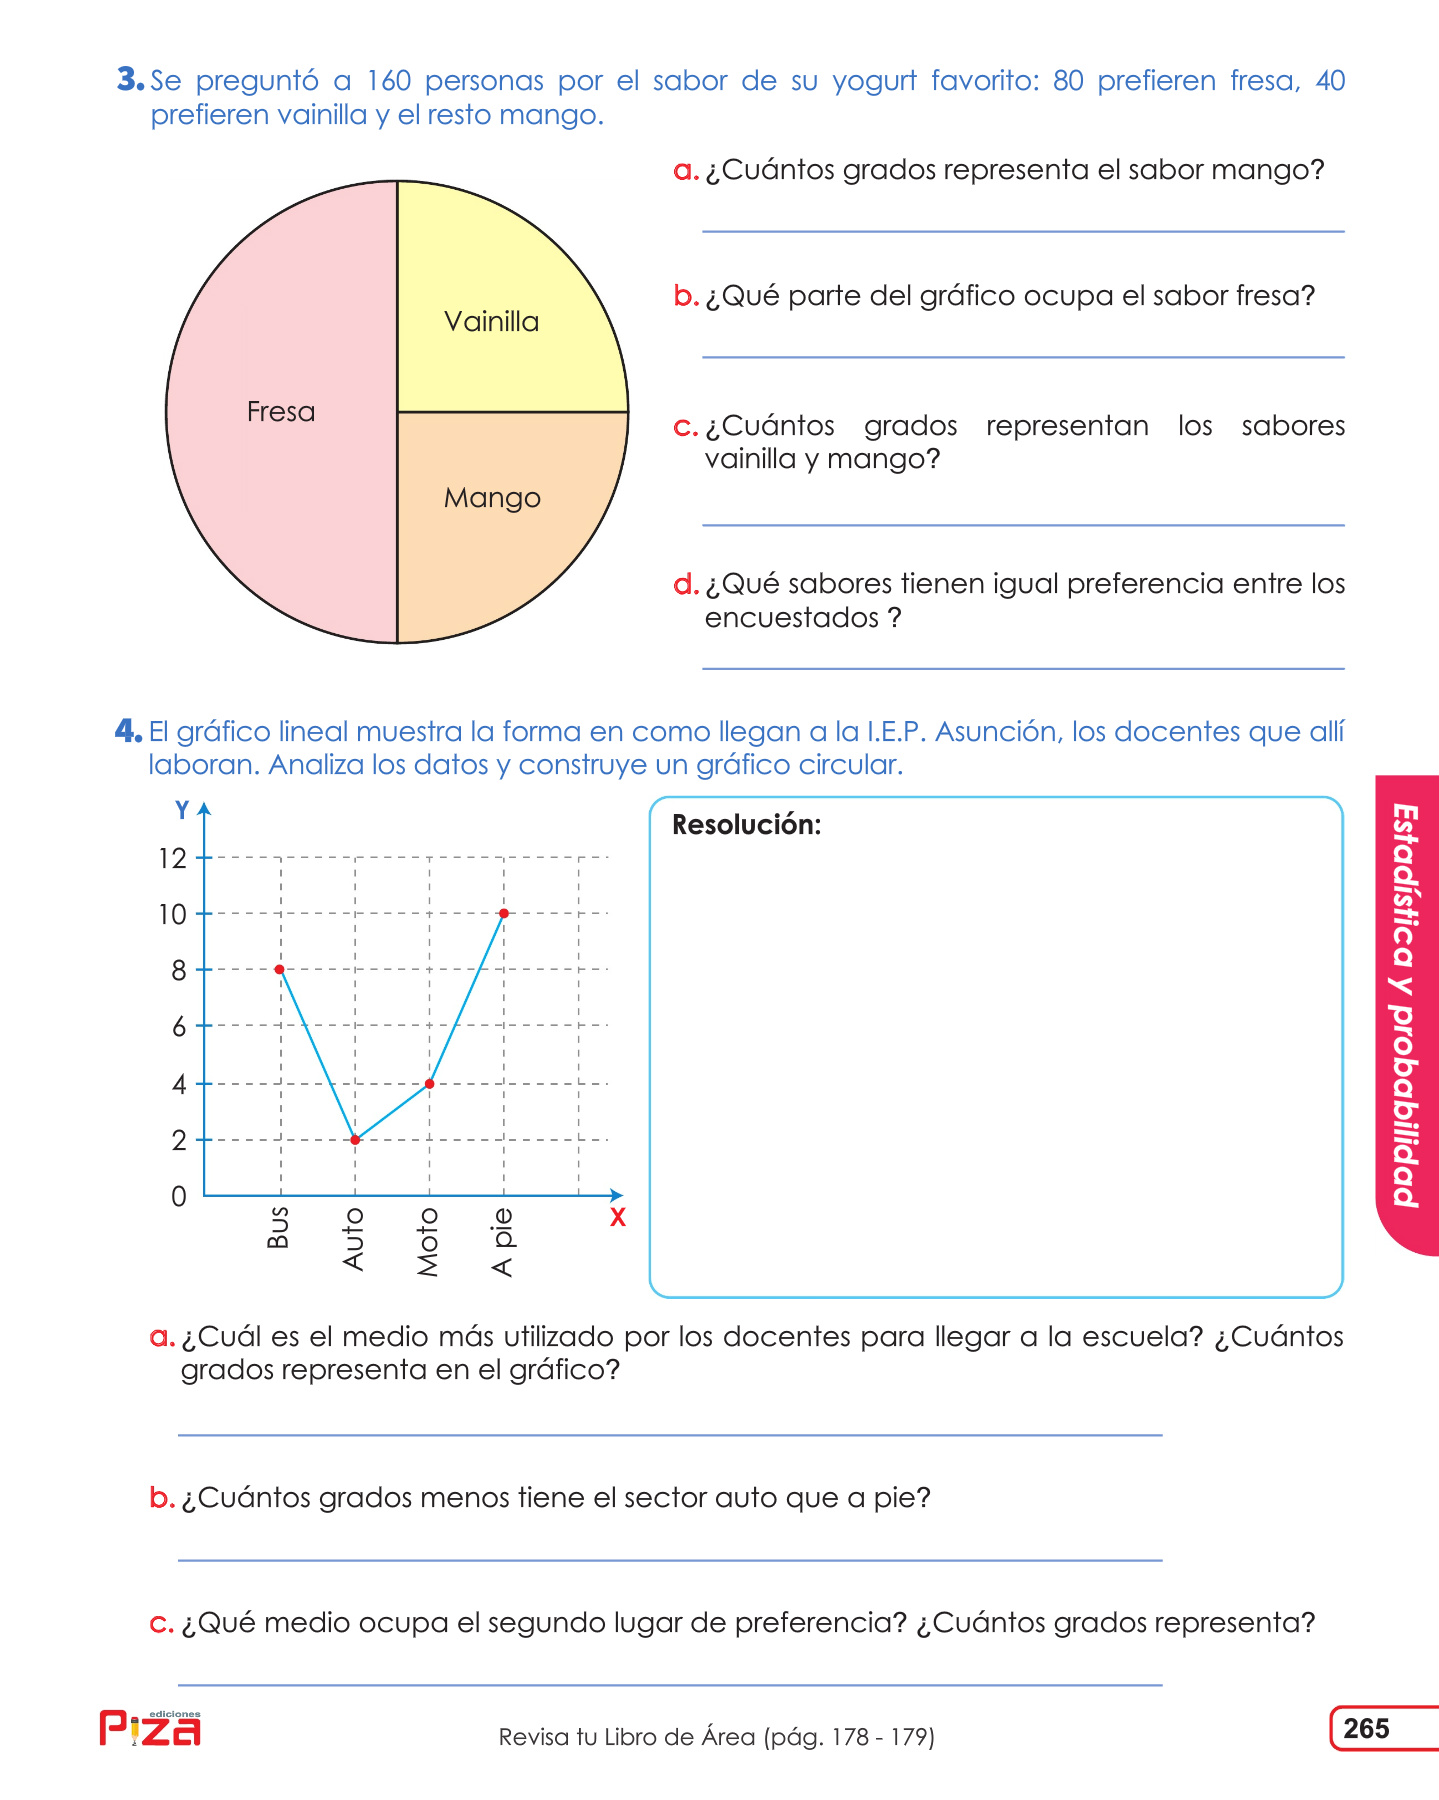 3. Se preguntó a 160 personas por el sabor de su yogurt favorito: 80 prefieren fresa, 40
prefieren vainilla y el resto mango.
Fresa
Vainilla
Mango
a. ¿Cuántos grados representa el sabor mango?
b. ¿Qué parte del gráfico ocupa el sabor fresa?
c. ¿Cuántos grados representan los sabores
vainilla y mango?
d. ¿Qué sabores tienen igual preferencia entre los
encuestados ?
4. El gráfico lineal muestra la forma en como llegan a la I.E.P. Asunción, los docentes que allí
laboran. Analiza los datos y construye un gráfico circular.
Y
12
10
8
6
4
2
0
Bus
Auto
Moto
A pie
X
Resolución:
Estadística y probabilidad
a. ¿Cuál es el medio más utilizado por los docentes para llegar a la escuela? ¿Cuántos
grados representa en el gráfico?
b. ¿Cuántos grados menos tiene el sector auto que a pie?
c. ¿Qué medio ocupa el segundo lugar de preferencia? ¿Cuántos grados representa?
ediciones
Piza
Revisa tu Libro de Área (pág. 178 - 179)
265